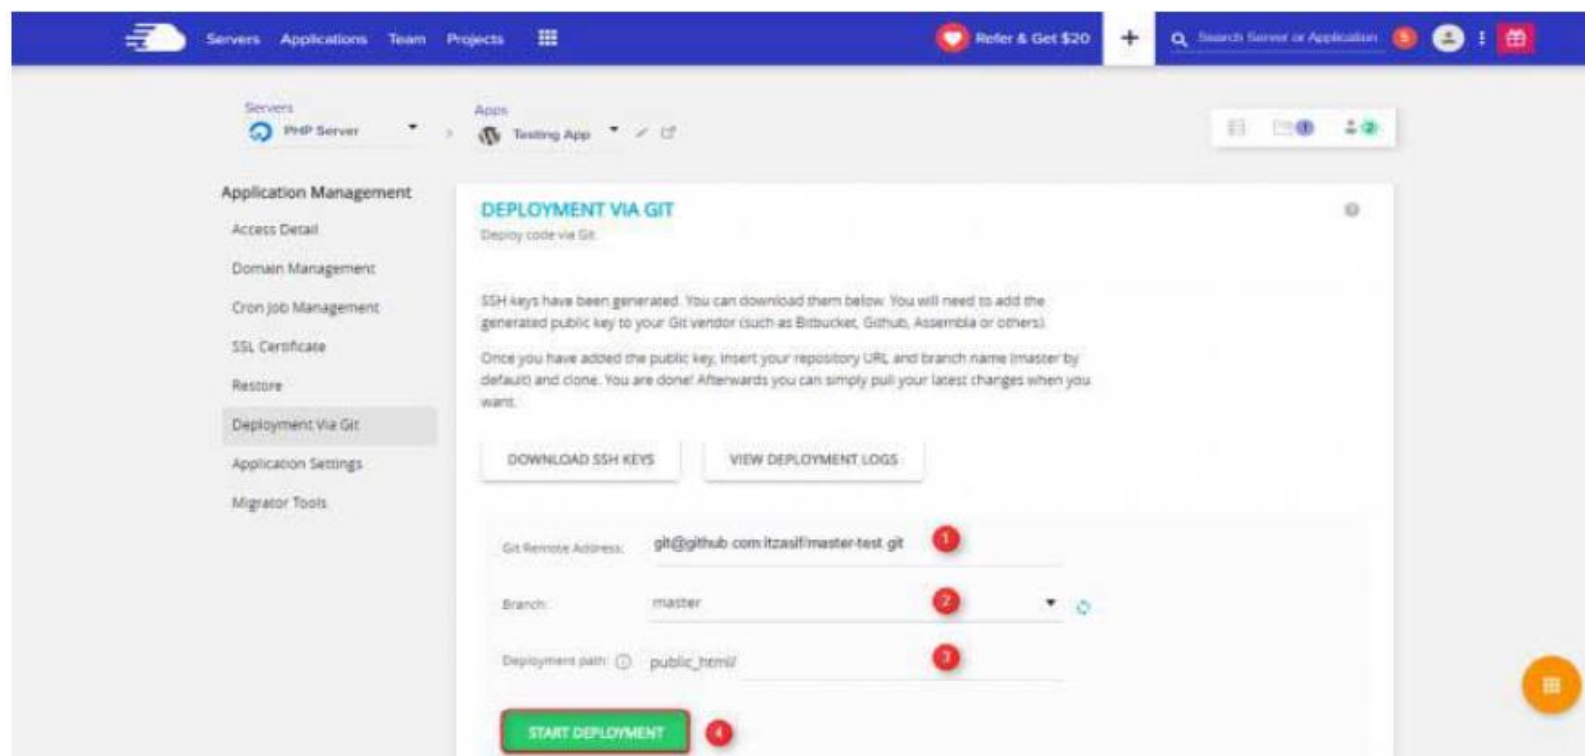 Servers Applications Team Projects Refer & Get $20 + Search Server or Application 5
Servers
PHP Server
Apps
Testing App
1 2
Application Management
Access Detail
Domain Management
Cron Job Management
SSL Certificate
Restore
Deployment Via Git
Application Settings
Migrator Tools
DEPLOYMENT VIA GIT
Deploy code via Git.
SSH keys have been generated. You can download them below. You will need to add the
generated public key to your Git vendor (such as Bitbucket, Github, Assembla or others).
Once you have added the public key, insert your repository URL and branch name (master by
default) and clone. You are done! Afterwards you can simply pull your latest changes when you
want.
DOWNLOAD SSH KEYS VIEW DEPLOYMENT LOGS
Git Remote Address: git@github.com:itzasif/master-test.git 1
Branch: master 2
Deployment path: public_html/ 3
START DEPLOYMENT 4